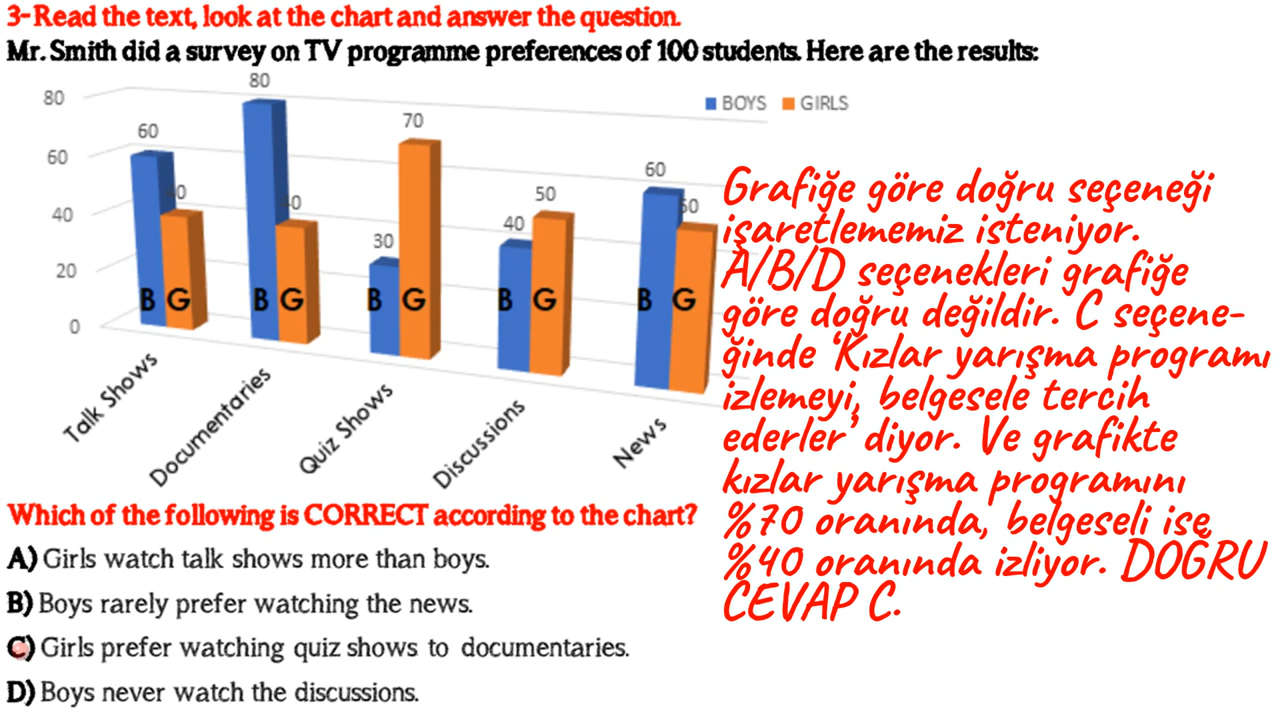 3-Read the text, look at the chart and answer the question.
Mr. Smith did a survey on TV programme preferences of 100 students. Here are the results:
80
60
40
20
0
60
80
30
70
40
50
60
50
BOYS
GIRLS
B G
B G
B G
B G
B G
Talk Shows
Documentaries
Quiz Shows
Discussions
News
Grafiğe göre doğru seçeneği
işaretlememiz isteniyor.
A/B/D seçenekleri grafiğe
göre doğru değildir. C seçene-
ğinde 'Kızlar yarışma programı
izlemeyi, belgesele tercih
ederler' diyor. Ve grafikte
kızlar yarışma programını
%70 oranında, belgeseli ise
%40 oranında izliyor. DOĞRU
CEVAP C.
Which of the following is CORRECT according to the chart?
A) Girls watch talk shows more than boys.
B) Boys rarely prefer watching the news.
C) Girls prefer watching quiz shows to documentaries.
D) Boys never watch the discussions.